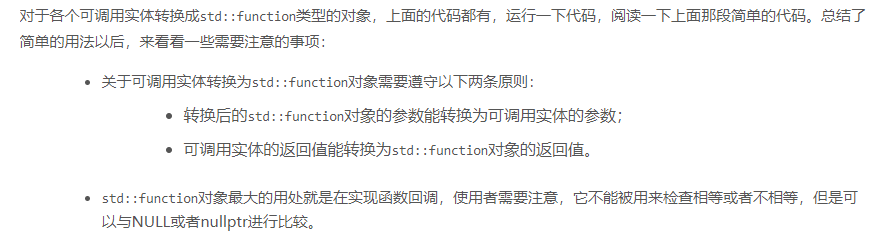 对于各个可调用实体转换成std::function类型的对象，上面的代码都有，运行一下代码，阅读一下上面那段简单的代码。总结了
简单的用法以后，来看看一些需要注意的事项：
• 关于可调用实体转换为std::function对象需要遵守以下两条原则：
• 转换后的std::function对象的参数能转换为可调用实体的参数；
• 可调用实体的返回值能转换为std::function对象的返回值。
• std::function对象最大的用处就是在实现函数回调，使用者需要注意，它不能被用来检查相等或者不相等，但是可
以与NULL或者nullptr进行比较。